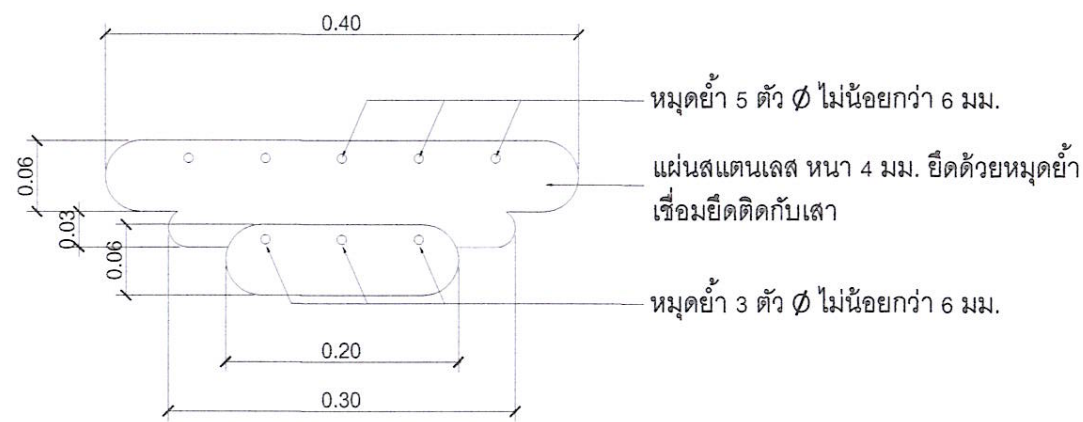 0.40
หมุดย้ำ 5 ตัว Ø ไม่น้อยกว่า 6 มม.
0.06
แผ่นสแตนเลส หนา 4 มม. ยึดด้วยหมุดย้ำ
เชื่อมยึดติดกับเสา
0.03
0.06
หมุดย้ำ 3 ตัว Ø ไม่น้อยกว่า 6 มม.
0.20
0.30